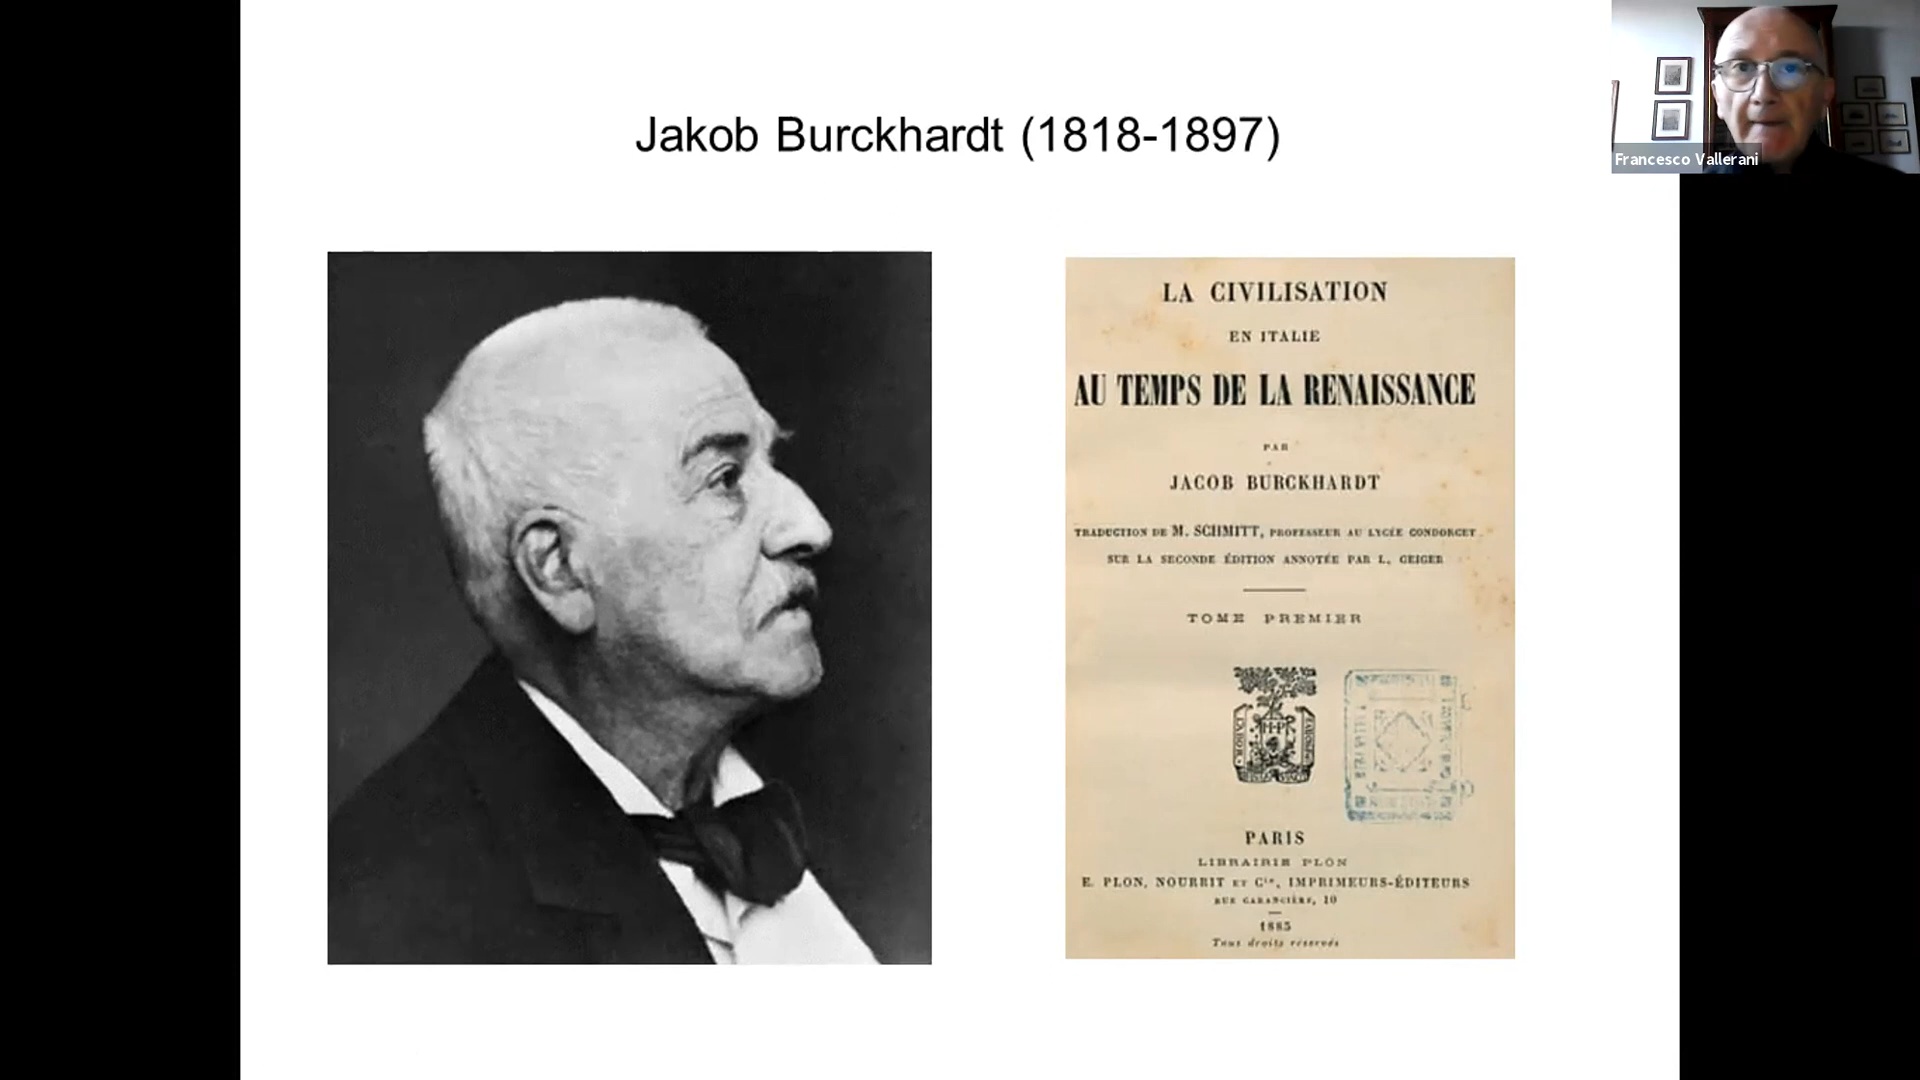 Jakob Burckhardt (1818-1897)
Francesco Vallerani
LA CIVILISATION
EN ITALIE
AU TEMPS DE LA RENAISSANCE
PAR
JACOB BURCKHARDT
TRADUCTION DE M. SCHMITT, PROFESSEUR AU LYCÉE CONDORCET
SUR LA SECONDE ÉDITION ANNOTÉE PAR L. GEIGER
TOME PREMIER
PARIS
LIBRAIRIE PLON
E. PLON, NOURRIT ET Cie, IMPRIMEURS-ÉDITEURS
RUE GARANCIÈRE, 10
1885
Tous droits réservés